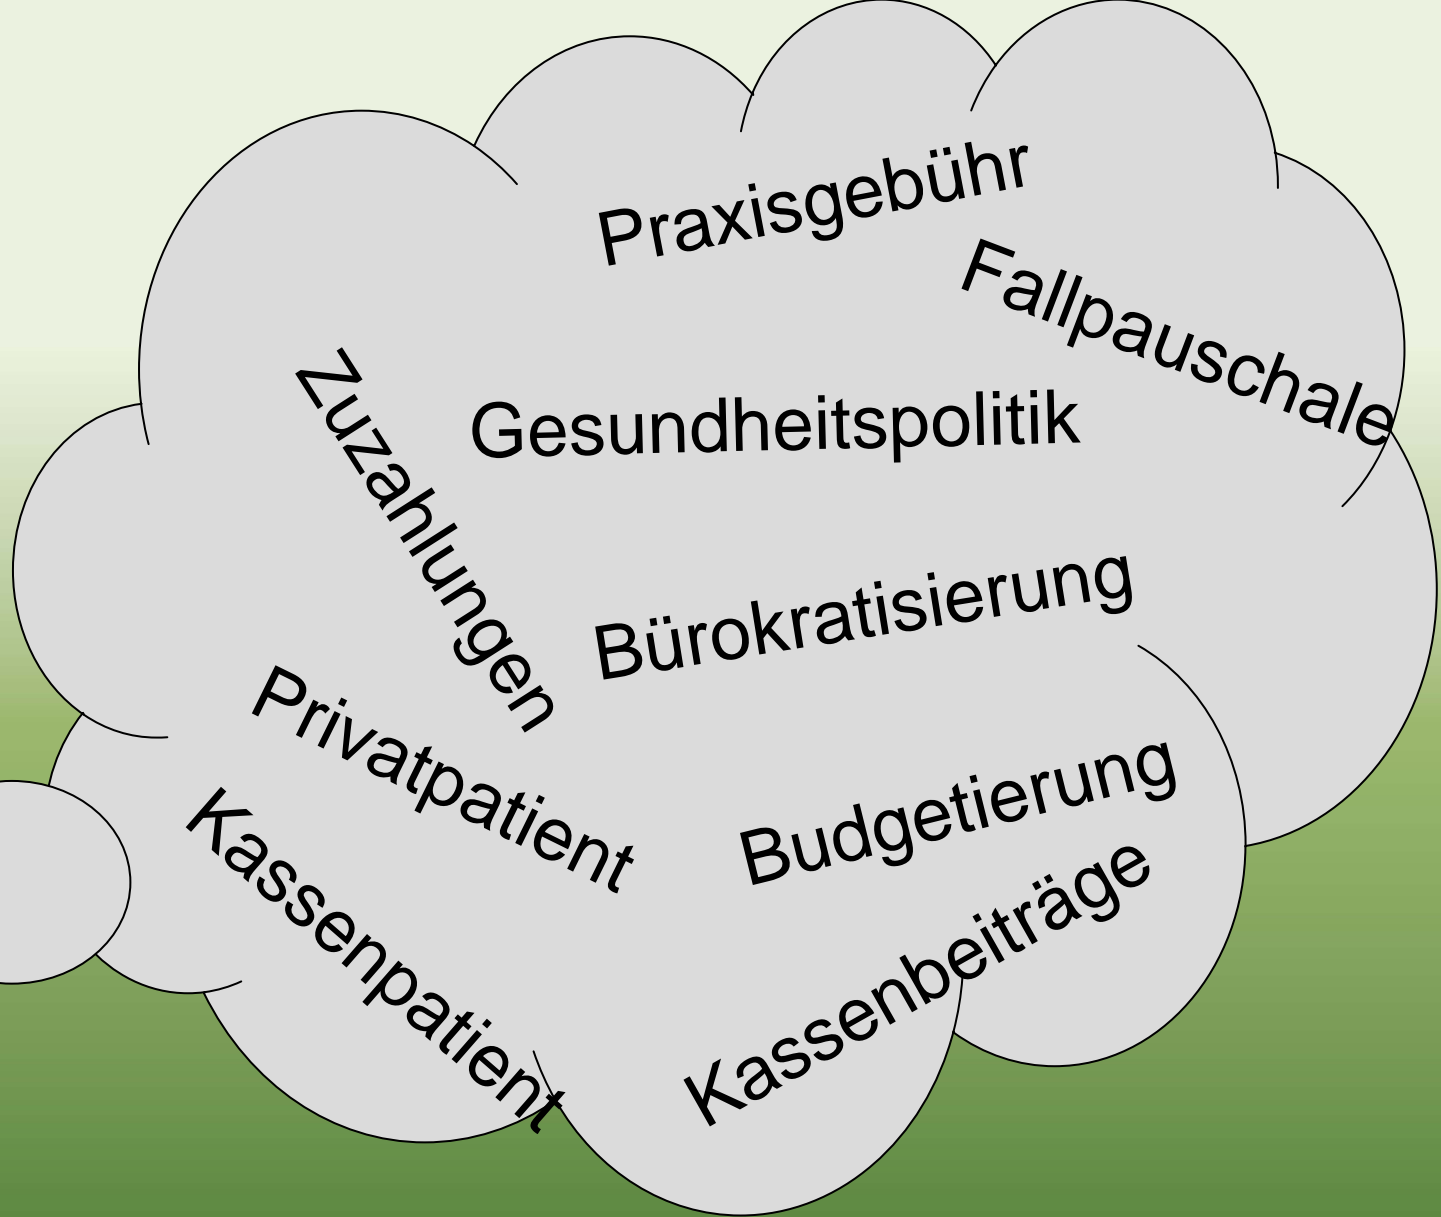 Praxisgebühr
Fallpauschale
Gesundheitspolitik
Zuzahlungen
Bürokratisierung
Privatpatient
Budgetierung
Kassenpatient
Kassenbeiträge